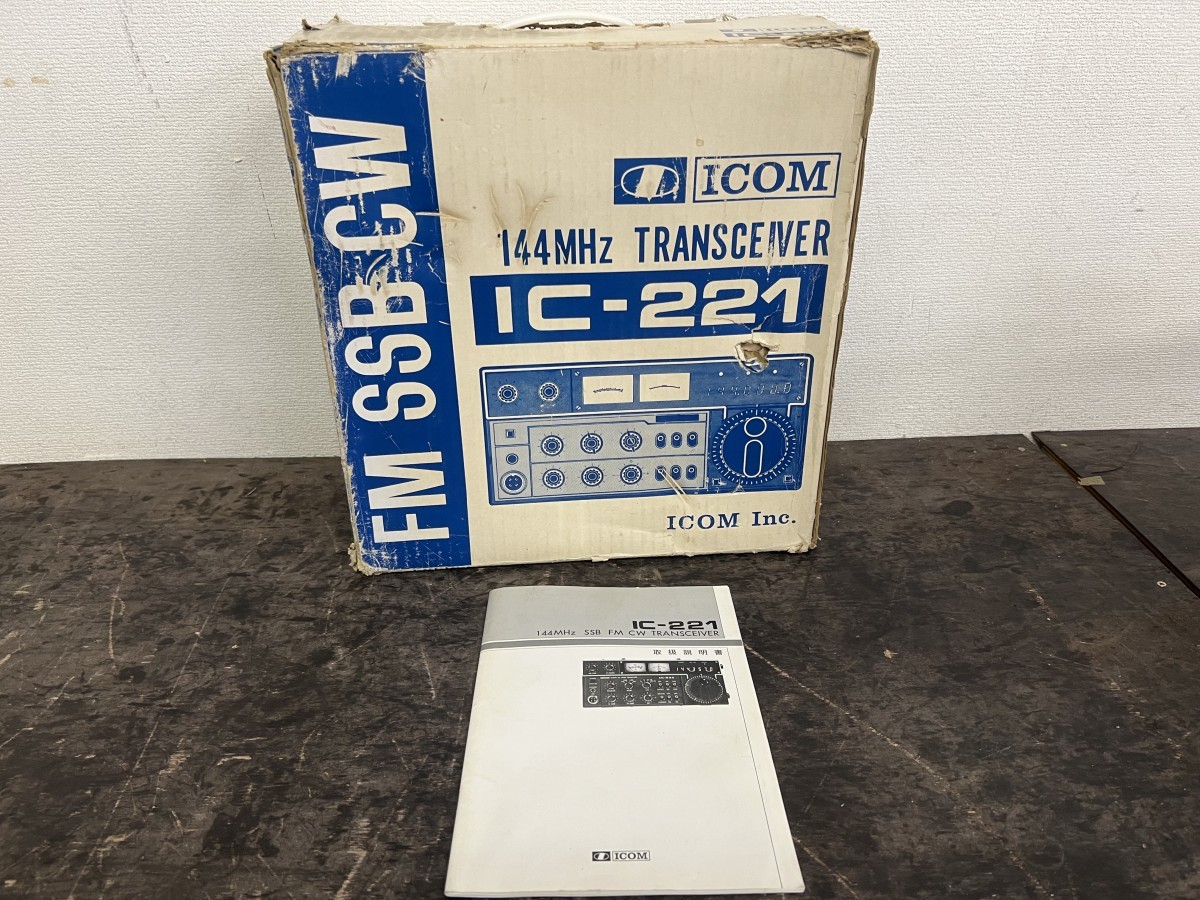 FM SSB CW
ICOM
144MHz TRANSCEIVER
IC-221
i
ICOM Inc.
IC-221
144MHz SSB FM CW TRANSCEIVER
取扱説明書
ICOM